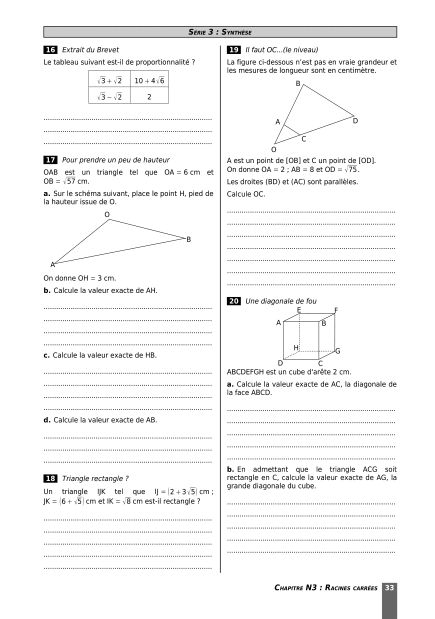 Série 3 : Synthèse
16 Extrait du Brevet
Le tableau suivant est-il de proportionnalité ?
√3 + √2 10 + 4√6
√3 − √2 2
17 Pour prendre un peu de hauteur
OAB est un triangle tel que OA = 6 cm et
OB = √57 cm.
a. Sur le schéma suivant, place le point H, pied de
la hauteur issue de O.
O
B
A
On donne OH = 3 cm.
b. Calcule la valeur exacte de AH.
c. Calcule la valeur exacte de HB.
d. Calcule la valeur exacte de AB.
18 Triangle rectangle ?
Un triangle IJK tel que IJ = (2 + 3√5) cm ;
JK = (6 + √5) cm et IK = √8 cm est-il rectangle ?
19 Il faut OC...(le niveau)
La figure ci-dessous n'est pas en vraie grandeur et
les mesures de longueur sont en centimètre.
B
A
D
C
O
A est un point de [OB] et C un point de [OD].
On donne OA = 2 ; AB = 8 et OD = √75.
Les droites (BD) et (AC) sont parallèles.
Calcule OC.
20 Une diagonale de fou
E F
A B
H G
D C
ABCDEFGH est un cube d'arête 2 cm.
a. Calcule la valeur exacte de AC, la diagonale de
la face ABCD.
b. En admettant que le triangle ACG soit
rectangle en C, calcule la valeur exacte de AG, la
grande diagonale du cube.
Chapitre N3 : Racines carrées 33